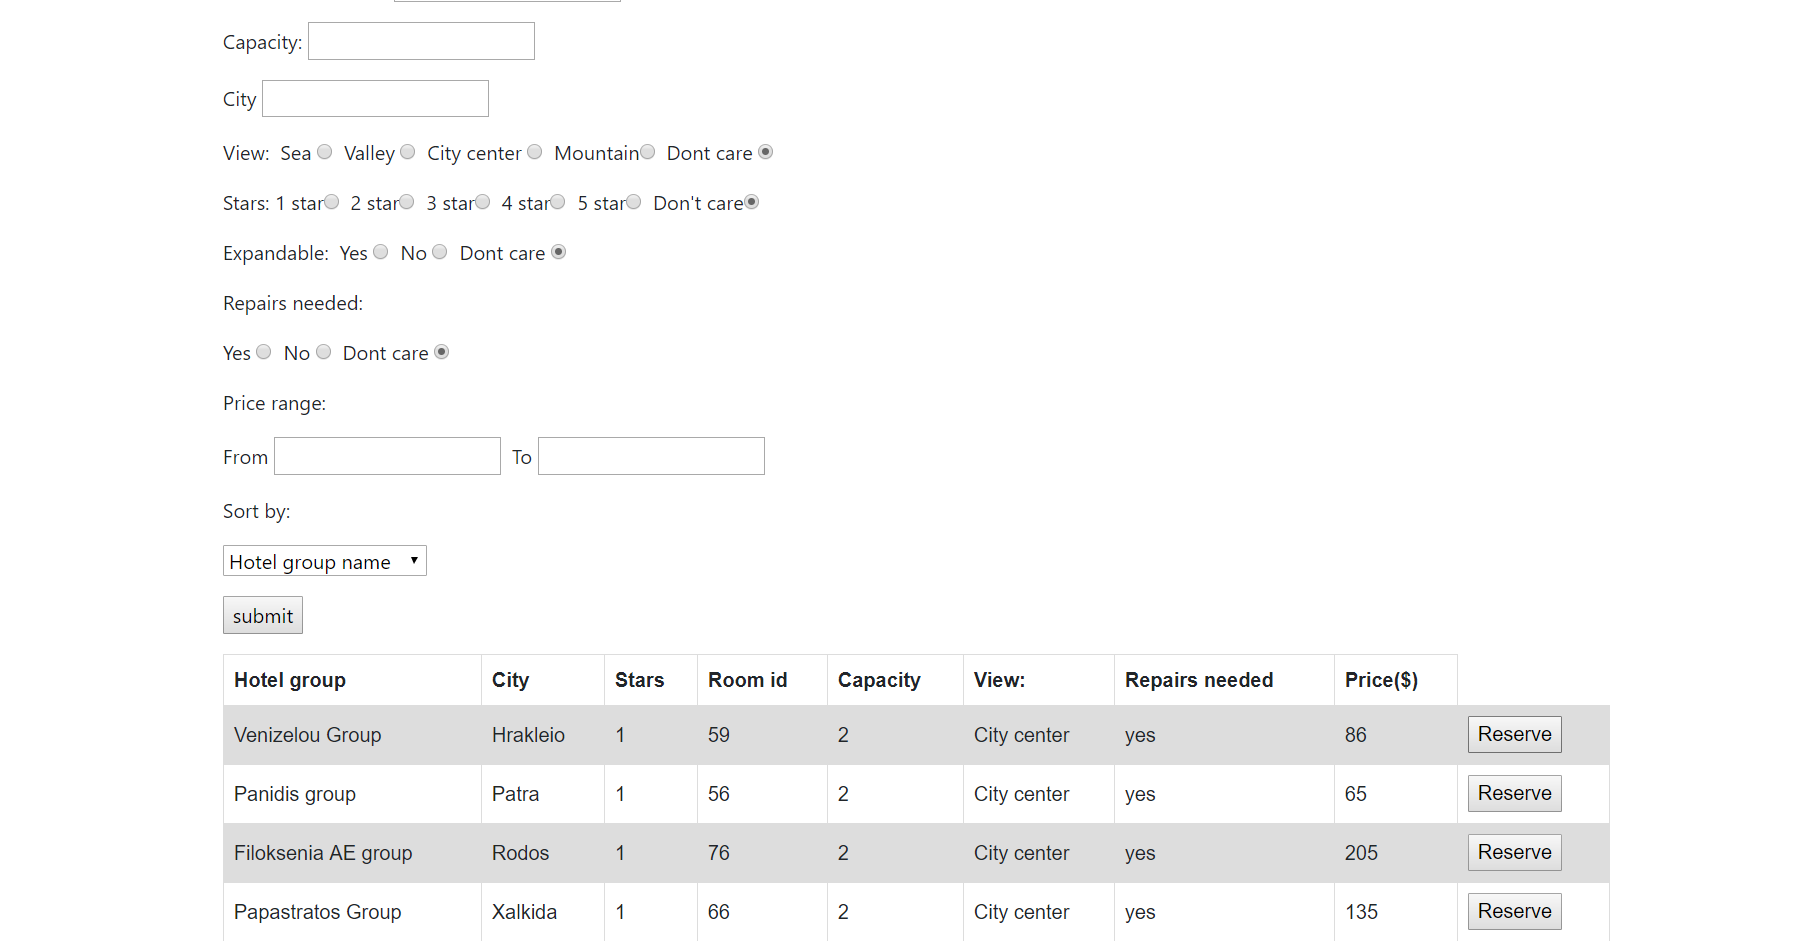 Capacity:
City
View: Sea Valley City center Mountain Dont care
Stars: 1 star 2 star 3 star 4 star 5 star Don't care
Expandable: Yes No Dont care
Repairs needed:
Yes No Dont care
Price range:
From To
Sort by:
Hotel group name
submit
Hotel group City Stars Room id Capacity View: Repairs needed Price($)
Venizelou Group Hrakleio 1 59 2 City center yes 86 Reserve
Panidis group Patra 1 56 2 City center yes 65 Reserve
Filoksenia AE group Rodos 1 76 2 City center yes 205 Reserve
Papastratos Group Xalkida 1 66 2 City center yes 135 Reserve